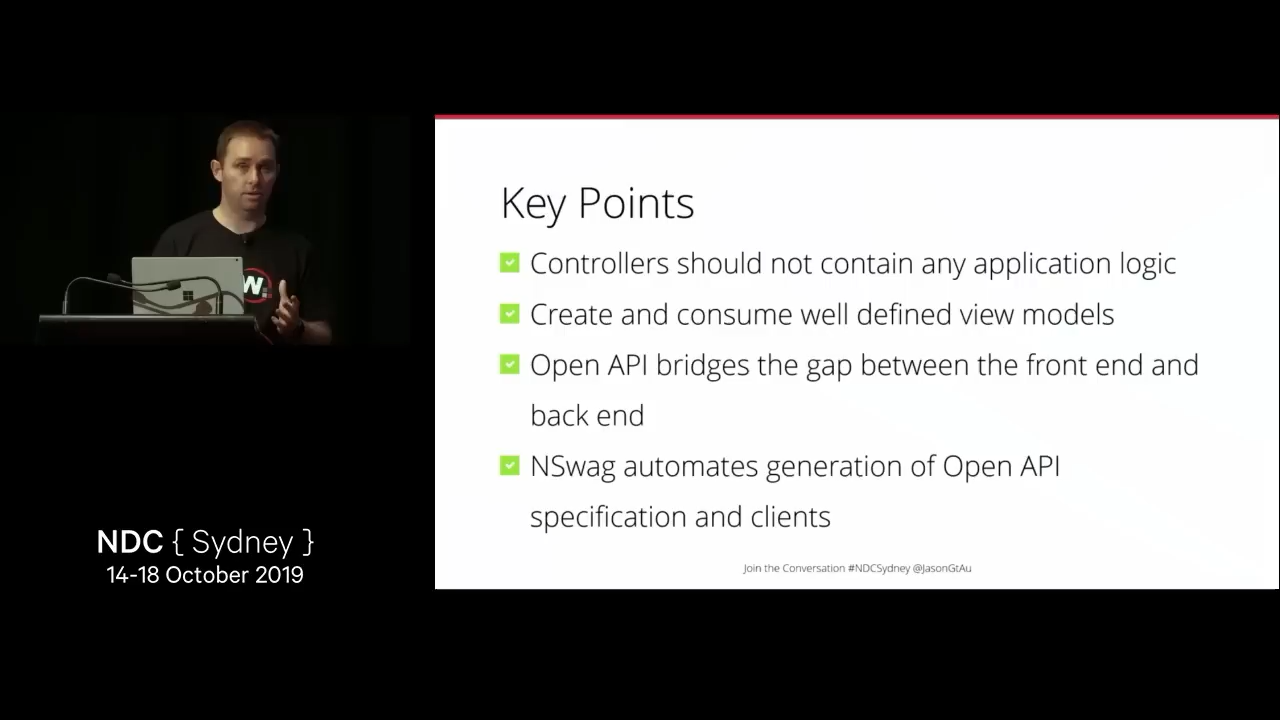 Key Points
Controllers should not contain any application logic
Create and consume well defined view models
Open API bridges the gap between the front end and
back end
NSwag automates generation of Open API
specification and clients
Join the Conversation #NDCSydney @JasonGtAu
W
NDC { Sydney }
14-18 October 2019